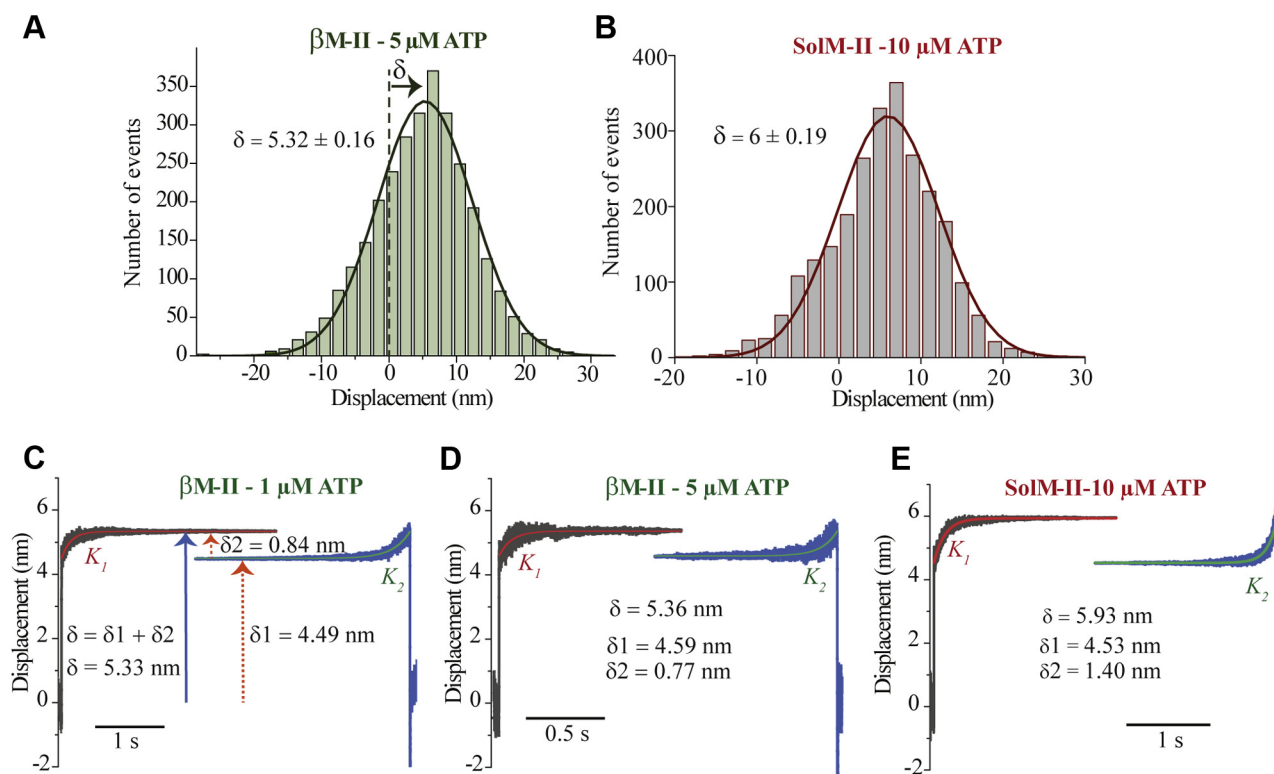 A
βM-II - 5 µM ATP
δ
δ = 5.32 ± 0.16
Number of events
350
300
250
200
150
100
50
0
-20
-10
0
10
20
30
Displacement (nm)
B
SolM-II -10 µM ATP
δ = 6 ± 0.19
Number of events
400
300
200
100
0
-20
-10
0
10
20
30
Displacement (nm)
C
βM-II - 1 µM ATP
Displacement (nm)
6
4
2
0
-2
K1
δ2 = 0.84 nm
K2
δ = δ1 + δ2
δ1 = 4.49 nm
δ = 5.33 nm
1 s
D
βM-II - 5 µM ATP
Displacement (nm)
6
4
2
0
-2
K1
K2
δ = 5.36 nm
δ1 = 4.59 nm
δ2 = 0.77 nm
0.5 s
E
SolM-II-10 µM ATP
Displacement (nm)
6
4
2
0
-2
K1
K2
δ = 5.93 nm
δ1 = 4.53 nm
δ2 = 1.40 nm
1 s